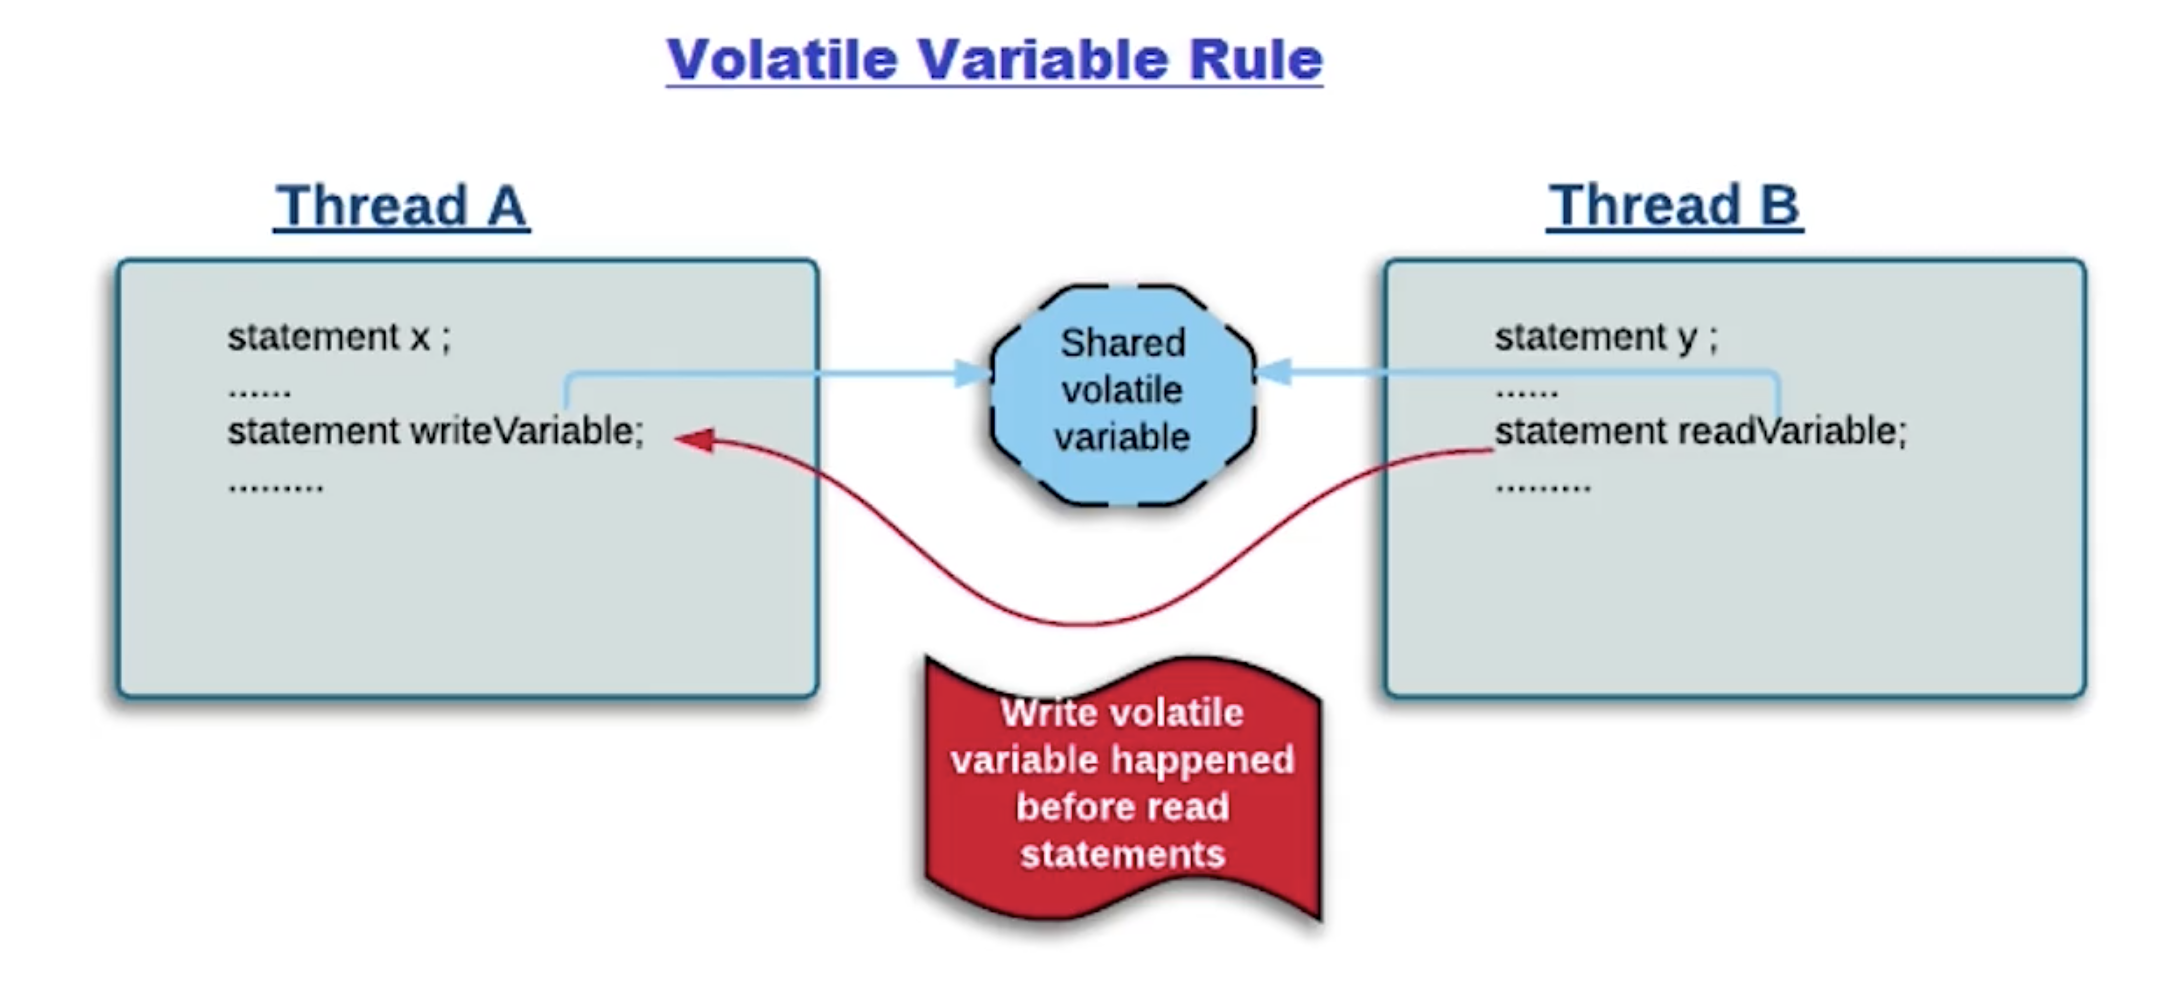 Volatile Variable Rule
Thread A
statement x ;
......
statement writeVariable;
.........
Shared
volatile
variable
Thread B
statement y ;
......
statement readVariable;
.........
Write volatile
variable happened
before read
statements